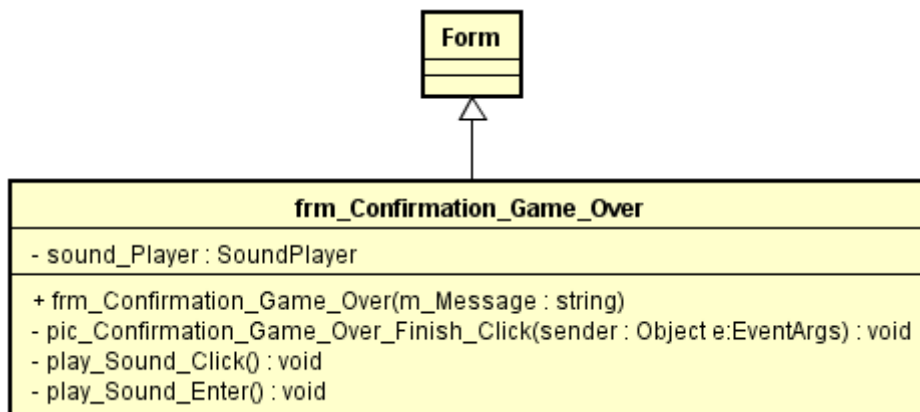 Form
frm_Confirmation_Game_Over
- sound_Player : SoundPlayer
+ frm_Confirmation_Game_Over(m_Message : string)
- pic_Confirmation_Game_Over_Finish_Click(sender : Object e:EventArgs) : void
- play_Sound_Click() : void
- play_Sound_Enter() : void